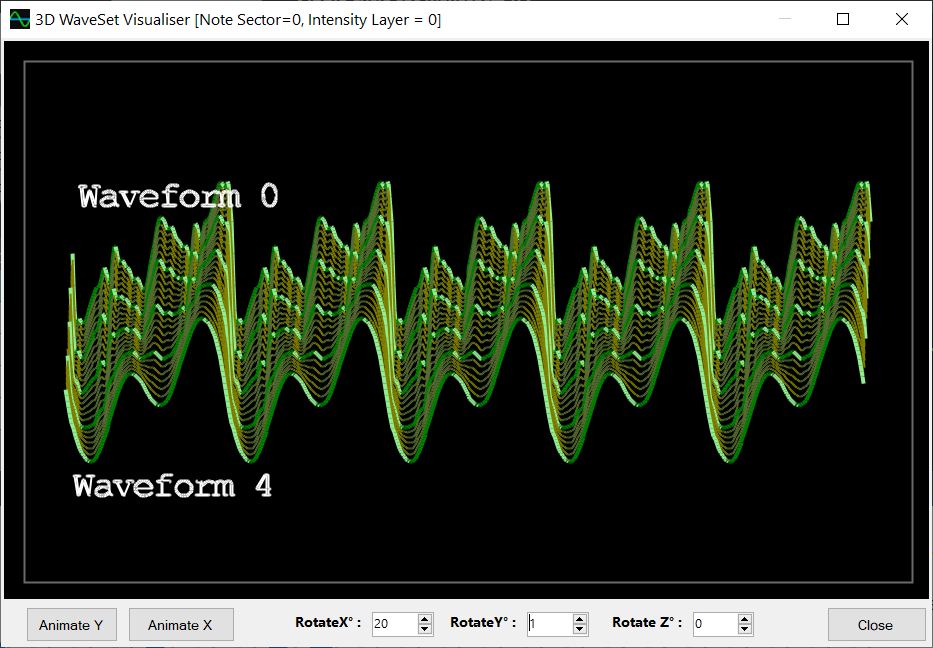 3D WaveSet Visualiser [Note Sector=0, Intensity Layer = 0]
Waveform 0
Waveform 4
Animate Y Animate X RotateX° : 20 RotateY° : 1 Rotate Z° : 0 Close